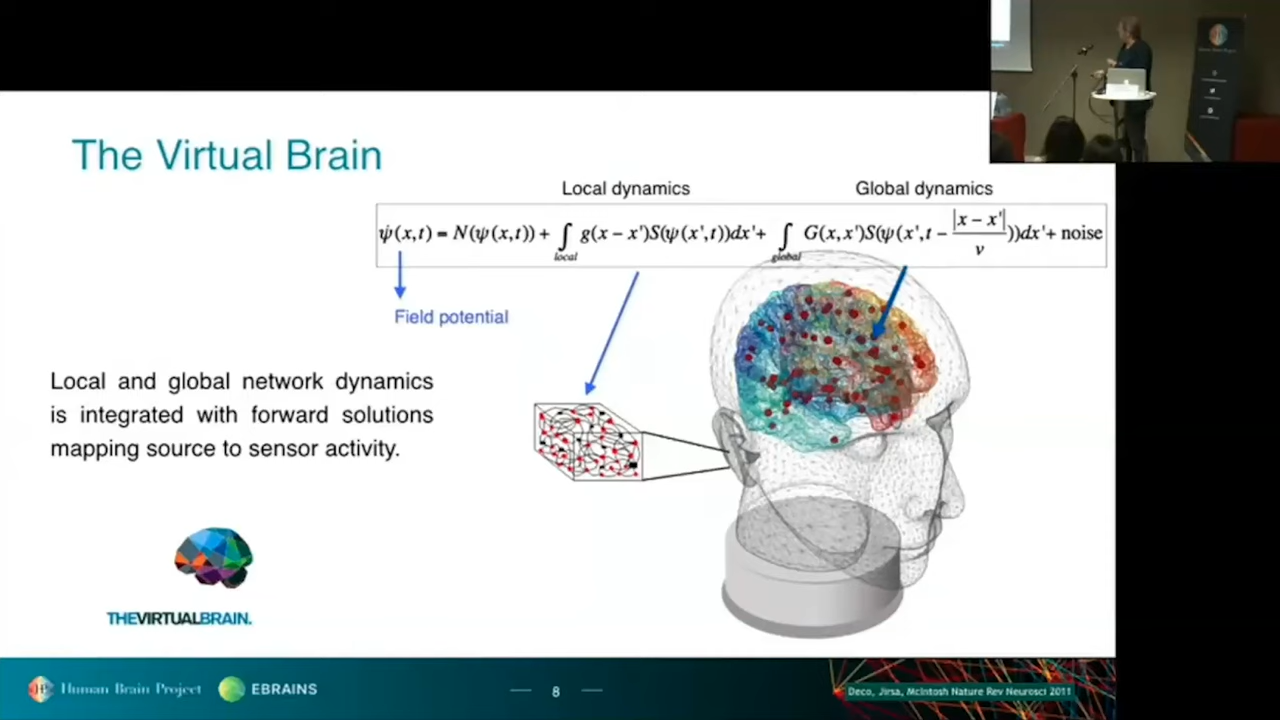 The Virtual Brain
Local dynamics
Global dynamics
ψ̇(x,t) = N(ψ(x,t)) + ∫local g(x − x')S(ψ(x',t))dx'+ ∫global G(x,x')S(ψ(x',t − |x − x'|/v))dx'+ noise
Field potential
Local and global network dynamics
is integrated with forward solutions
mapping source to sensor activity.
THEVIRTUALBRAIN.
Human Brain Project
EBRAINS
8
Deco, Jirsa, McIntosh Nature Rev Neurosci 2011